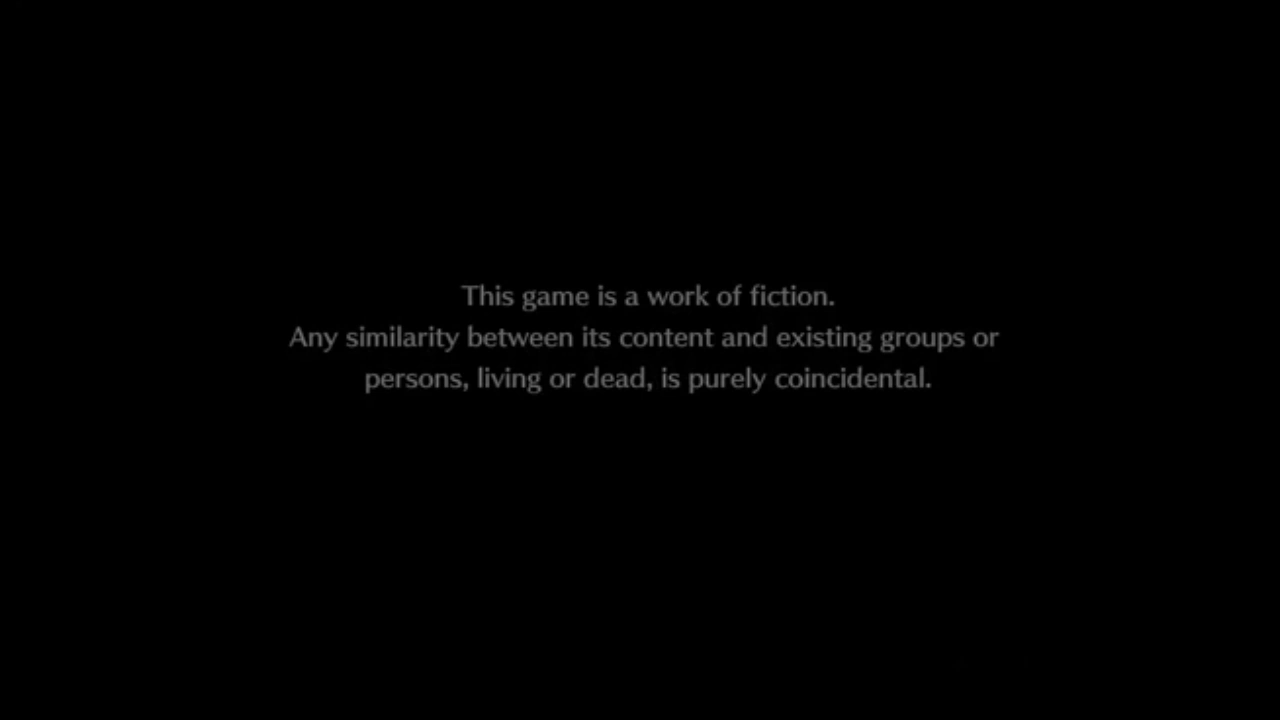 This game is a work of fiction.
Any similarity between its content and existing groups or
persons, living or dead, is purely coincidental.